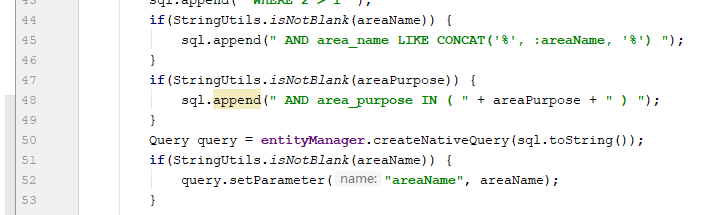 43 sql.append(" WHERE 2 > 1 ");
44 if(StringUtils.isNotBlank(areaName)) {
45 sql.append(" AND area_name LIKE CONCAT('%', :areaName, '%') ");
46 }
47 if(StringUtils.isNotBlank(areaPurpose)) {
48 sql.append(" AND area_purpose IN ( " + areaPurpose + " ) ");
49 }
50 Query query = entityManager.createNativeQuery(sql.toString());
51 if(StringUtils.isNotBlank(areaName)) {
52 query.setParameter( name: "areaName", areaName);
53 }